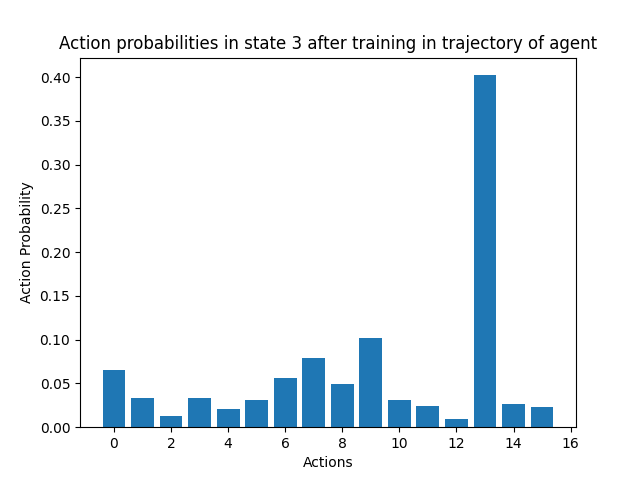 Action probabilities in state 3 after training in trajectory of agent
0.40
0.35
0.30
0.25
0.20
0.15
0.10
0.05
0.00
Action Probability
0 2 4 6 8 10 12 14 16
Actions